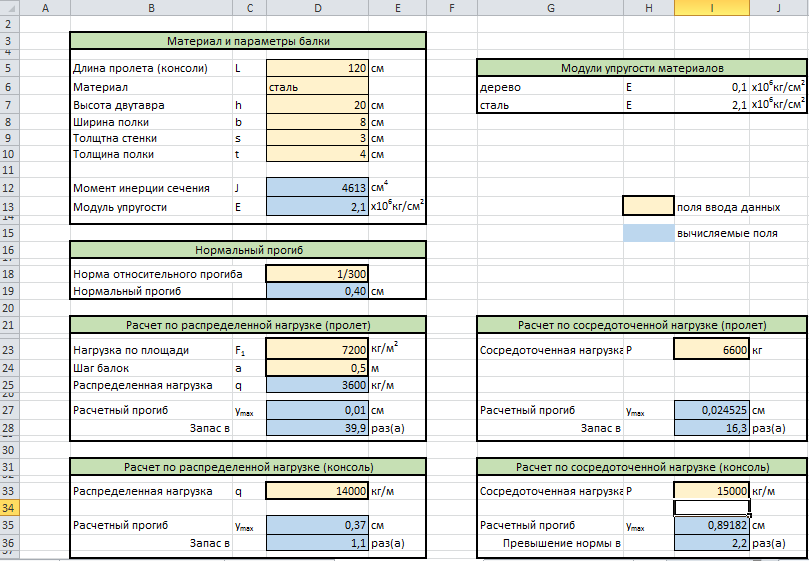 A B C D E F G H I J
2
3 Материал и параметры балки
4
5 Длина пролета (консоли) L 120 см Модули упругости материалов
6 Материал сталь дерево E 0,1 х10⁶кг/см²
7 Высота двутавра h 20 см сталь E 2,1 х10⁶кг/см²
8 Ширина полки b 8 см
9 Толщтна стенки s 3 см
10 Толщина полки t 4 см
11
12 Момент инерции сечения J 4613 см⁴
13 Модуль упругости E 2,1 х10⁶кг/см² поля ввода данных
14
15 вычисляемые поля
16 Нормальный прогиб
18 Норма относительного прогиба 1/300
19 Нормальный прогиб 0,40 см
20
21 Расчет по распределенной нагрузке (пролет) Расчет по сосредоточенной нагрузке (пролет)
23 Нагрузка по площади F₁ 7200 кг/м² Сосредоточенная нагрузка P 6600 кг
24 Шаг балок a 0,5 м
25 Распределенная нагрузка q 3600 кг/м
27 Расчетный прогиб ymax 0,01 см Расчетный прогиб ymax 0,024525 см
28 Запас в 39,9 раз(а) Запас в 16,3 раз(а)
30
31 Расчет по распределенной нагрузке (консоль) Расчет по сосредоточенной нагрузке (консоль)
33 Распределенная нагрузка q 14000 кг/м Сосредоточенная нагрузка P 15000 кг/м
34
35 Расчетный прогиб ymax 0,37 см Расчетный прогиб ymax 0,89182 см
36 Запас в 1,1 раз(а) Превышение нормы в 2,2 раз(а)